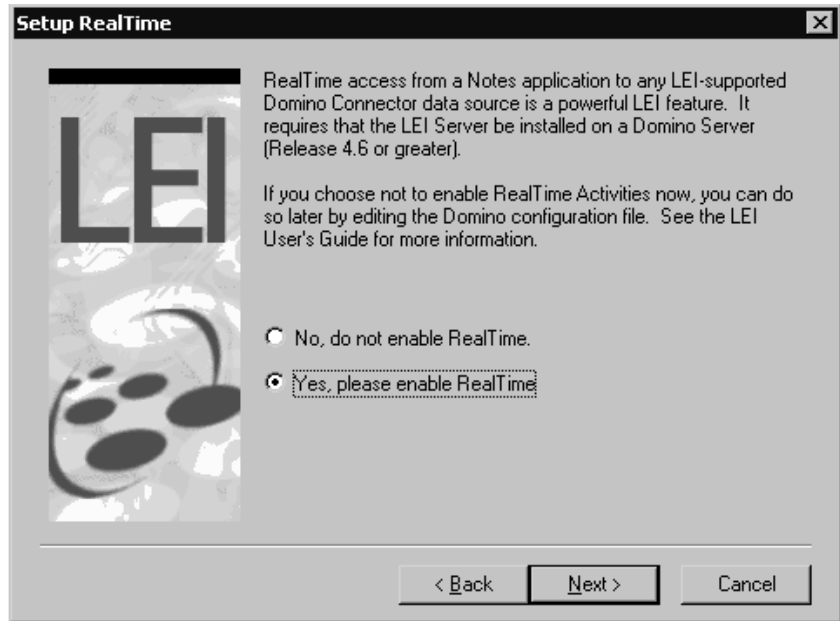 Setup RealTime
LEI
RealTime access from a Notes application to any LEI-supported
Domino Connector data source is a powerful LEI feature. It
requires that the LEI Server be installed on a Domino Server
(Release 4.6 or greater).
If you choose not to enable RealTime Activities now, you can do
so later by editing the Domino configuration file. See the LEI
User's Guide for more information.
No, do not enable RealTime.
Yes, please enable RealTime
< Back
Next >
Cancel